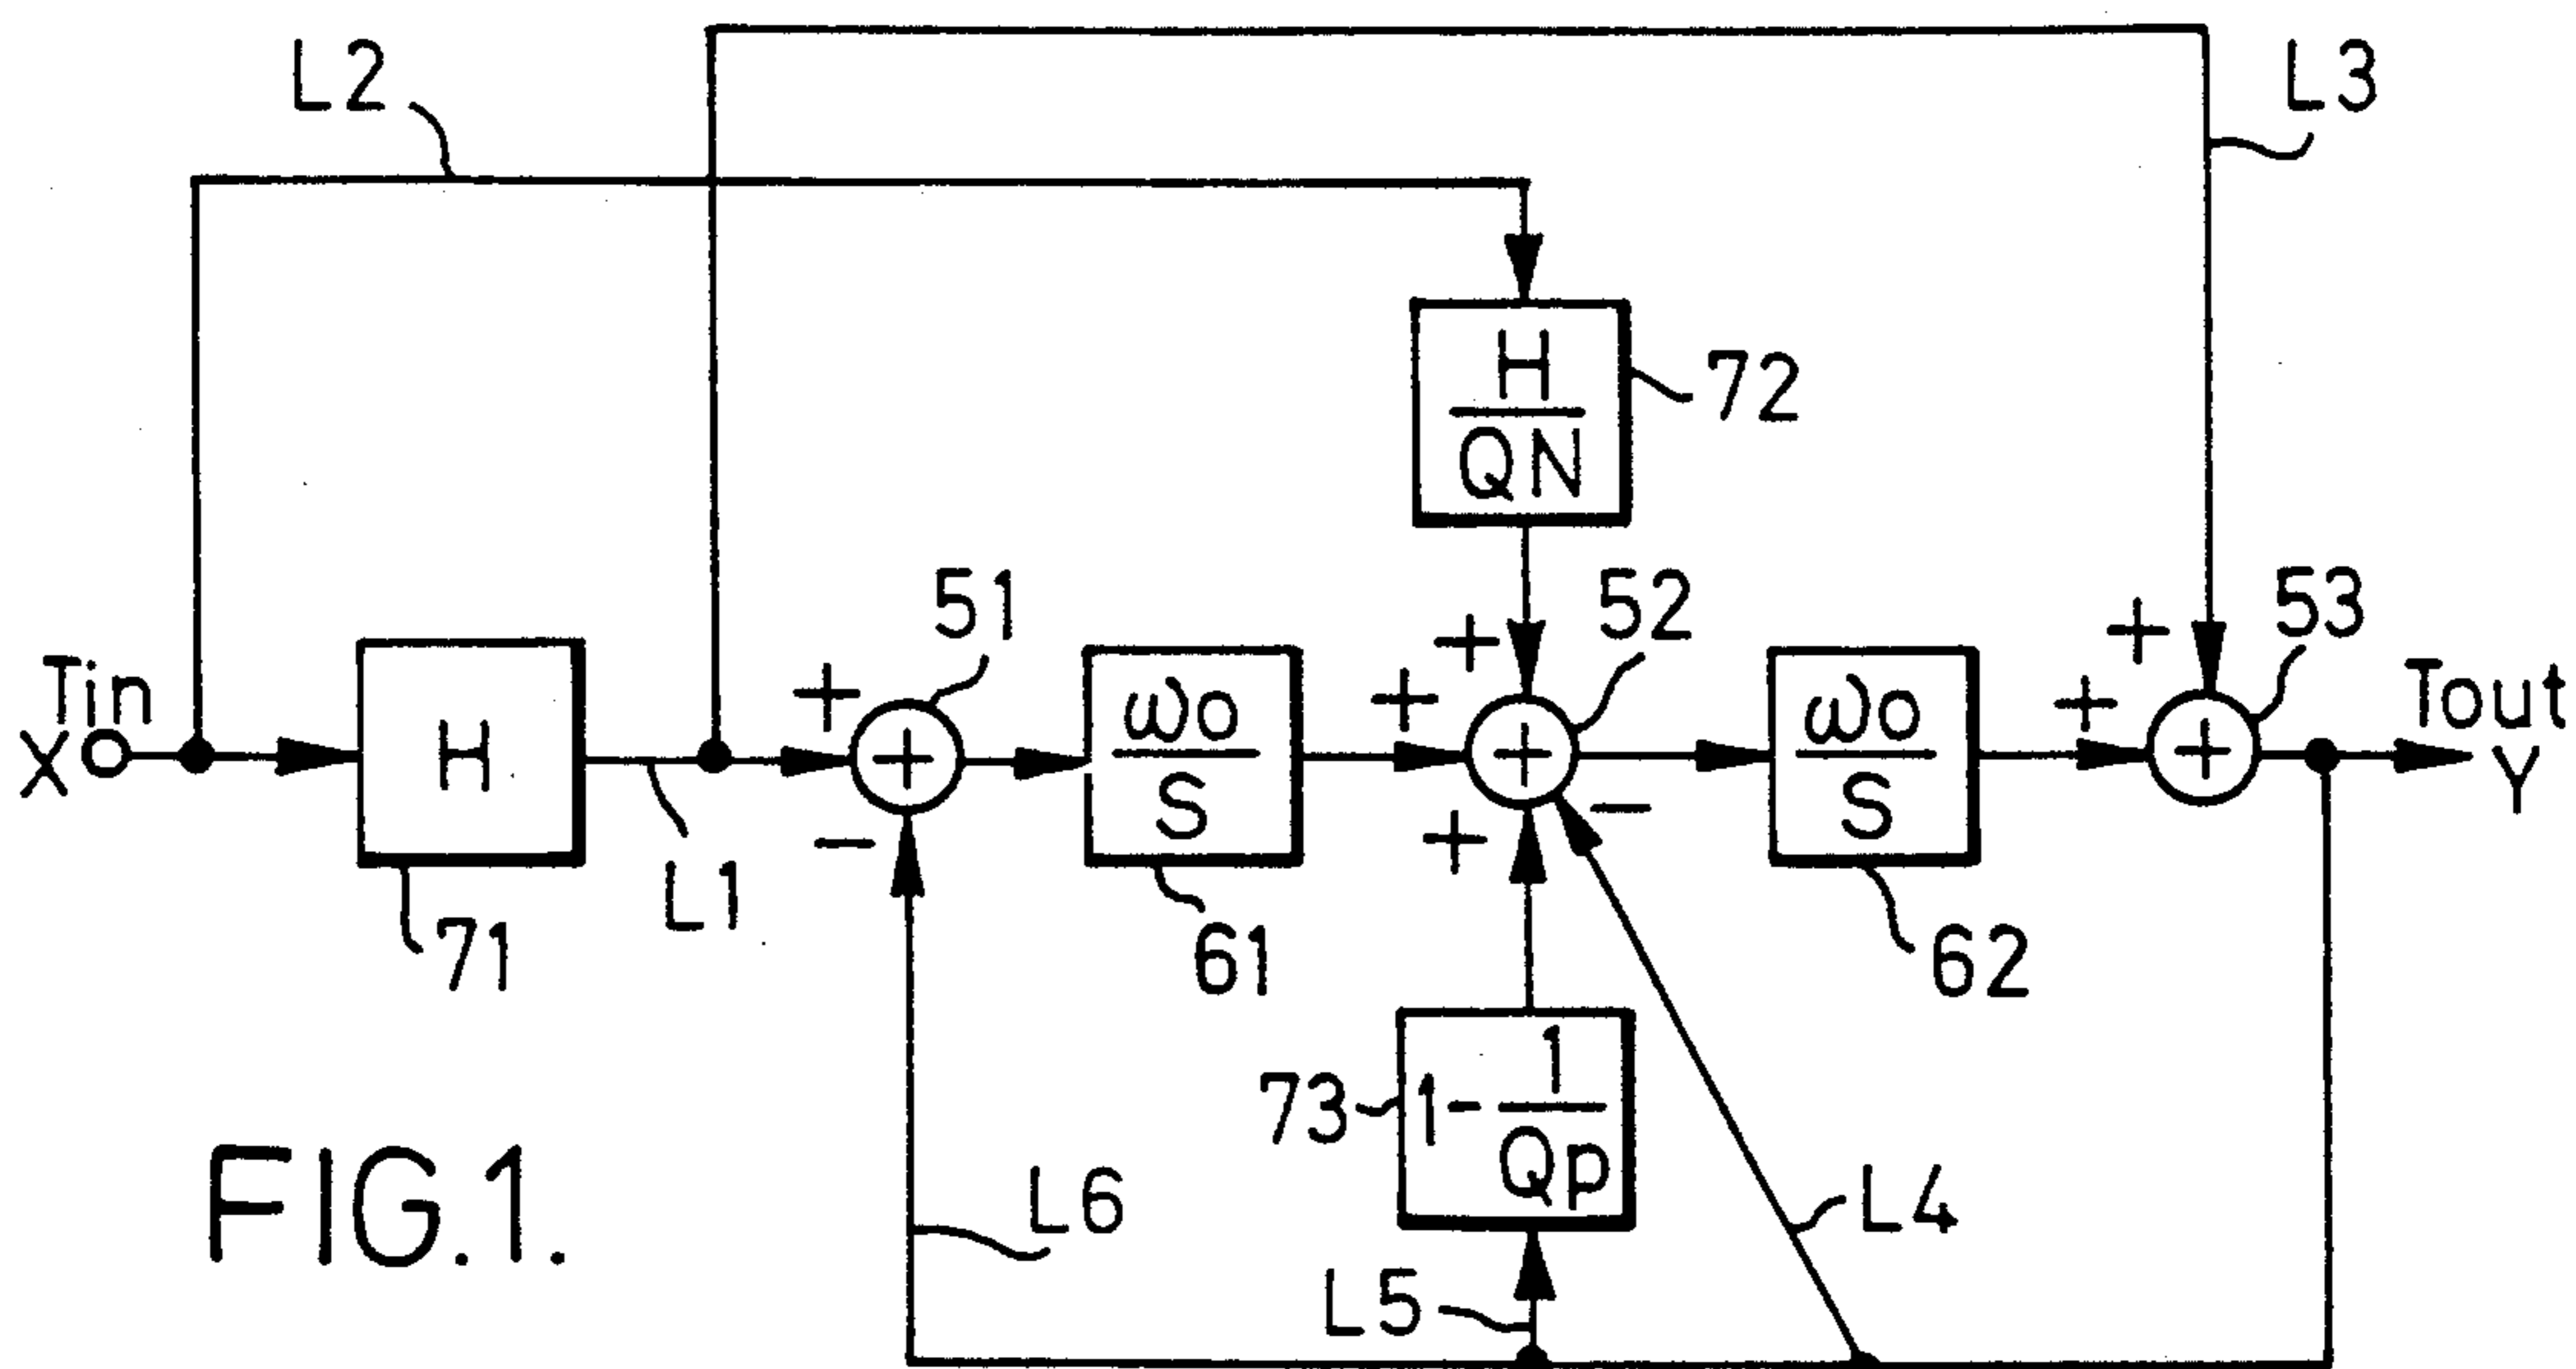 L2
L3
H
QN
72
51
52
53
Tin
X
H
+
+
−
ωo
S
+
+
+
+
−
ωo
S
+
+
+
Tout
Y
71
L1
61
62
73
1-
1
Qp
L6
L4
L5
FIG.1.